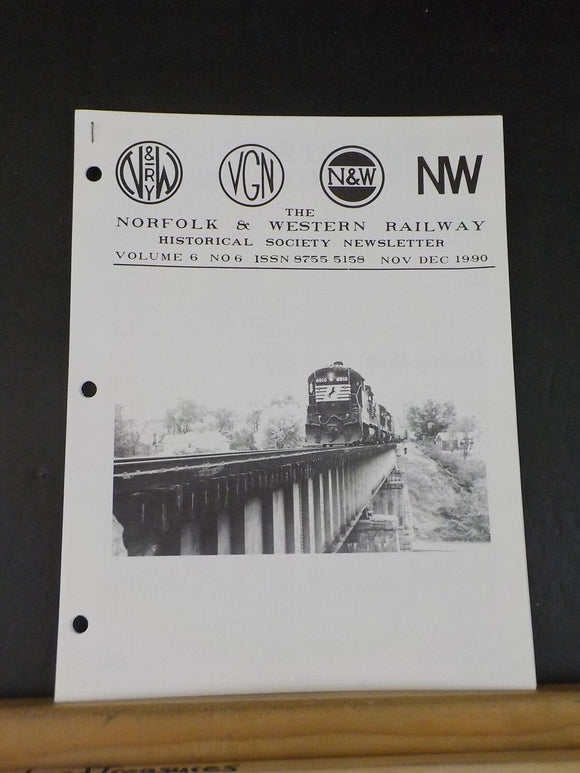 N&W RY VGN N&W NW
THE
NORFOLK & WESTERN RAILWAY
HISTORICAL SOCIETY NEWSLETTER
VOLUME 6 NO 6 ISSN 8755 5158 NOV DEC 1990
Treasures